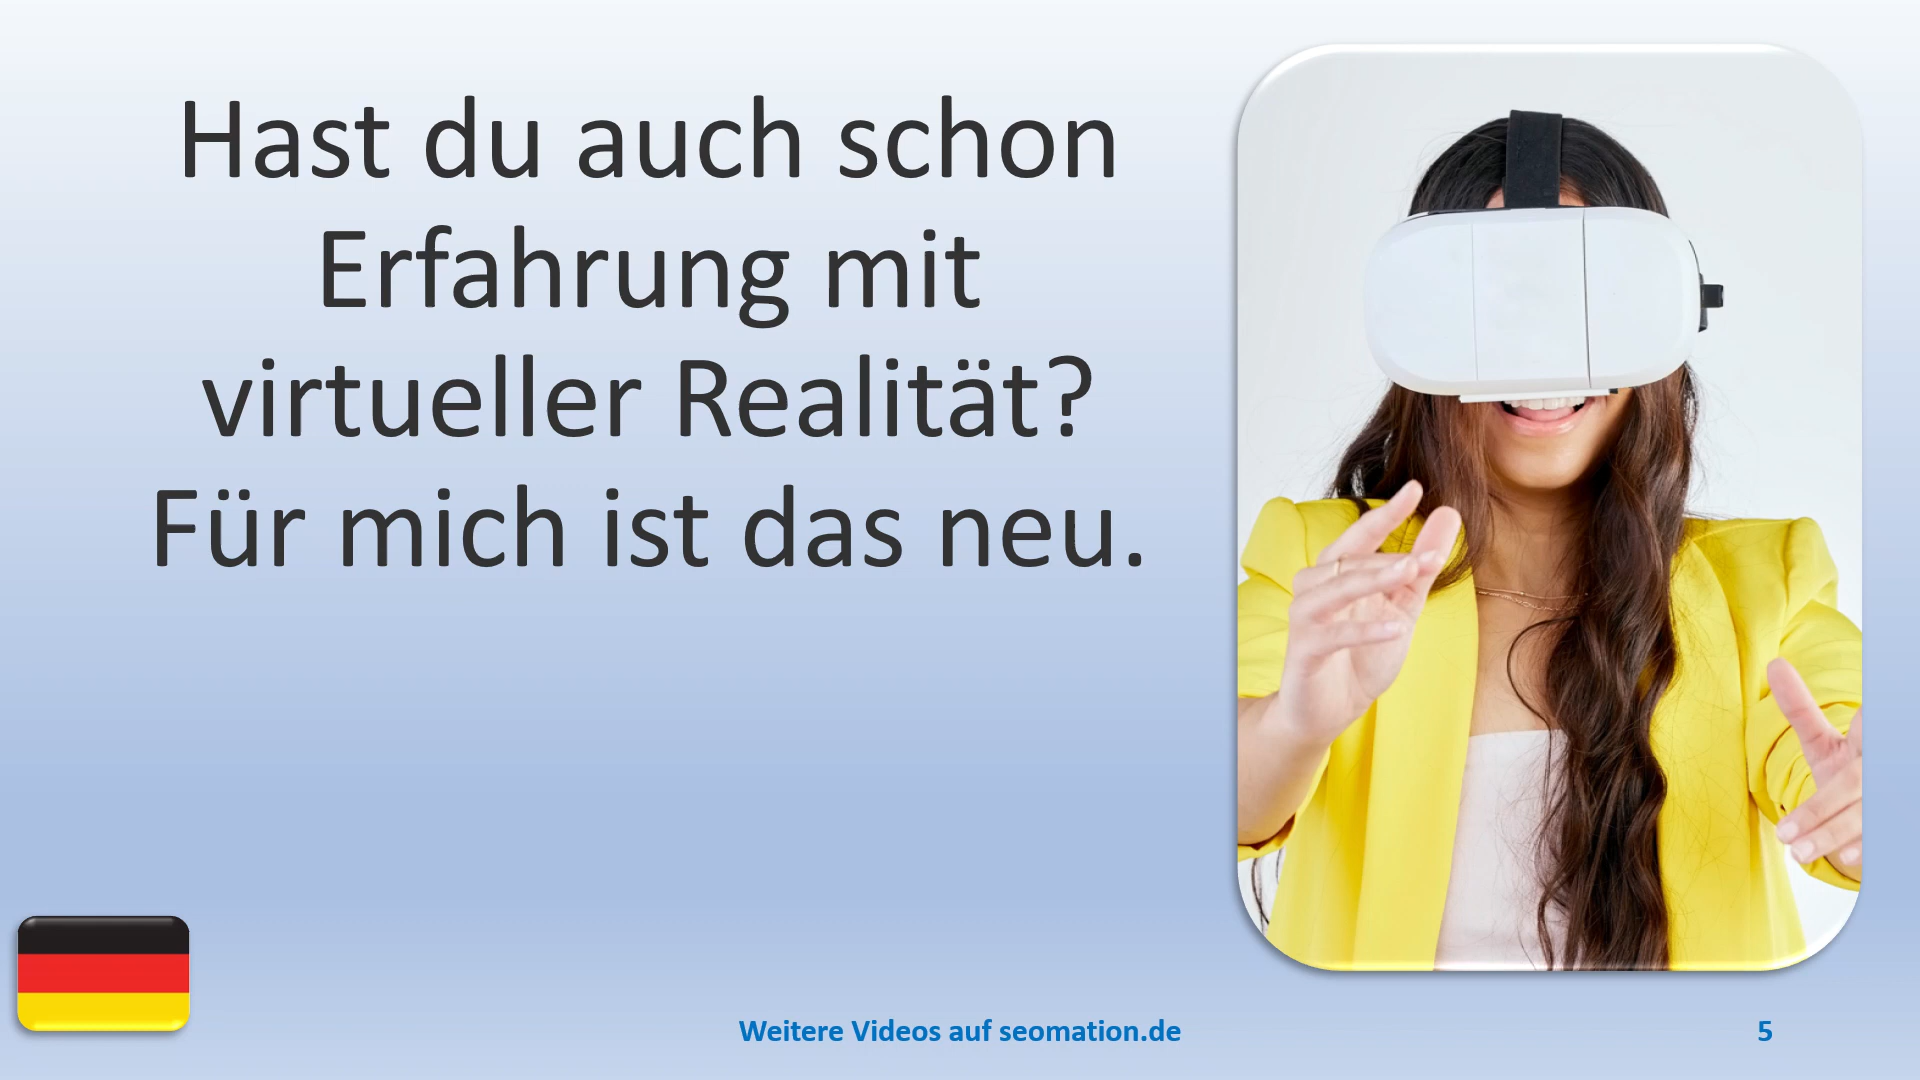 Hast du auch schon
Erfahrung mit
virtueller Realität?
Für mich ist das neu.
Weitere Videos auf seomation.de
5